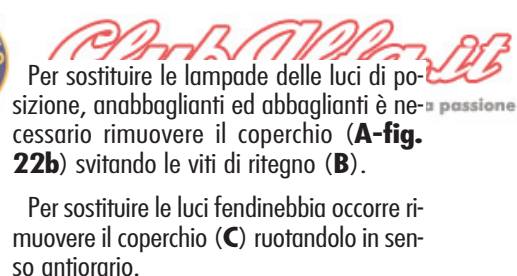 ClubAlfa.it
Per sostituire le lampade delle luci di po-
sizione, anabbaglianti ed abbaglianti è ne-
a passione
cessario rimuovere il coperchio (A-fig.
22b) svitando le viti di ritegno (B).
Per sostituire le luci fendinebbia occorre ri-
muovere il coperchio (C) ruotandolo in sen-
so antiorario.